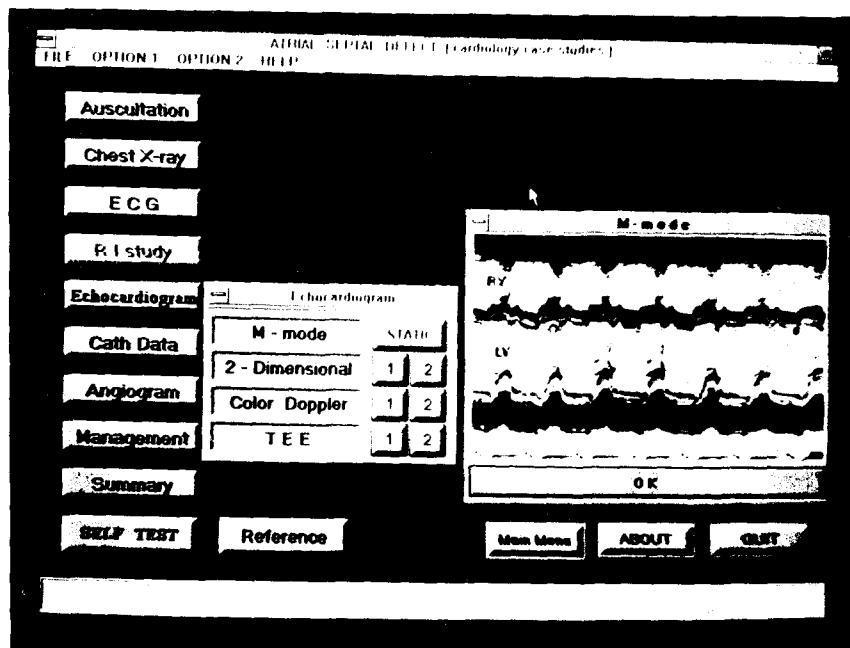 ATRIAL SEPTAL DEFECT [cardiology case studies]
FILE OPTION 1 OPTION 2 HELP
Auscultation
Chest X-ray
ECG
R I study
Echocardiogram
Cath Data
Angiogram
Management
Summary
SELF TEST
Reference
Echocardiogram
M - mode STATIC
2 - Dimensional 1 2
Color Doppler 1 2
TEE 1 2
M-mode
RV
LV
OK
Main Menu ABOUT QUIT